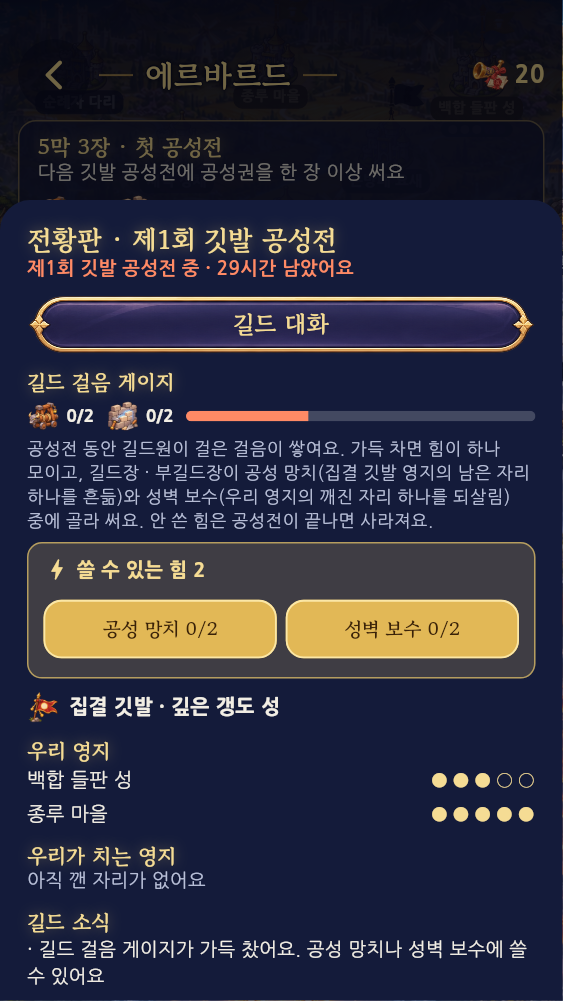 에르바르드
20
다리
종루 마을
백합 들판 성
5막 3장 · 첫 공성전
다음 깃발 공성전에 공성권을 한 장 이상 써요
전황판 · 제1회 깃발 공성전
제1회 깃발 공성전 중 · 29시간 남았어요
길드 대화
길드 걸음 게이지
0/2 0/2
공성전 동안 길드원이 걸은 걸음이 쌓여요. 가득 차면 힘이 하나
모이고, 길드장 · 부길드장이 공성 망치(집결 깃발 영지의 남은 자리
하나를 흔듦)와 성벽 보수(우리 영지의 깨진 자리 하나를 되살림)
중에 골라 써요. 안 쓴 힘은 공성전이 끝나면 사라져요.
쓸 수 있는 힘 2
공성 망치 0/2 성벽 보수 0/2
집결 깃발 · 깊은 갱도 성
우리 영지
백합 들판 성
종루 마을
우리가 치는 영지
아직 깬 자리가 없어요
길드 소식
· 길드 걸음 게이지가 가득 찼어요. 공성 망치나 성벽 보수에 쓸
수 있어요